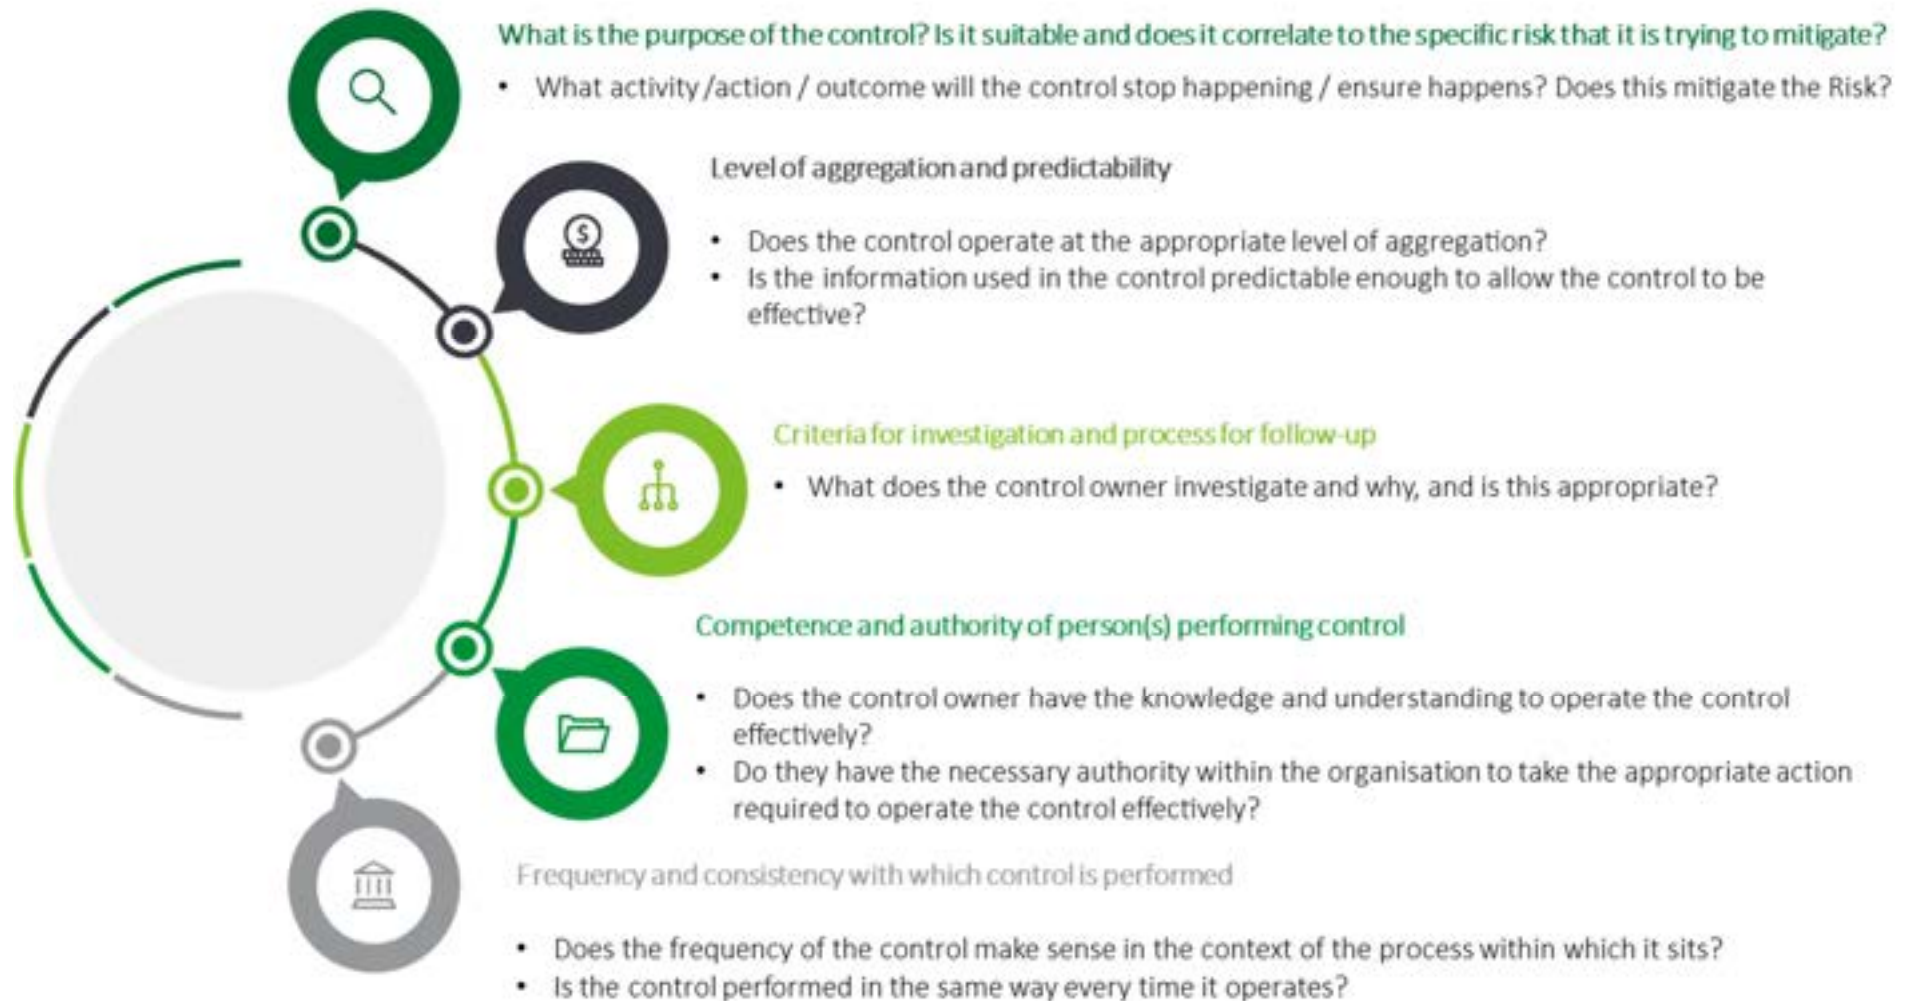 What is the purpose of the control? Is it suitable and does it correlate to the specific risk that it is trying to mitigate?
• What activity /action / outcome will the control stop happening / ensure happens? Does this mitigate the Risk?
Level of aggregation and predictability
• Does the control operate at the appropriate level of aggregation?
• Is the information used in the control predictable enough to allow the control to be
effective?
Criteria for investigation and process for follow-up
• What does the control owner investigate and why, and is this appropriate?
Competence and authority of person(s) performing control
• Does the control owner have the knowledge and understanding to operate the control
effectively?
• Do they have the necessary authority within the organisation to take the appropriate action
required to operate the control effectively?
Frequency and consistency with which control is performed
• Does the frequency of the control make sense in the context of the process within which it sits?
• Is the control performed in the same way every time it operates?